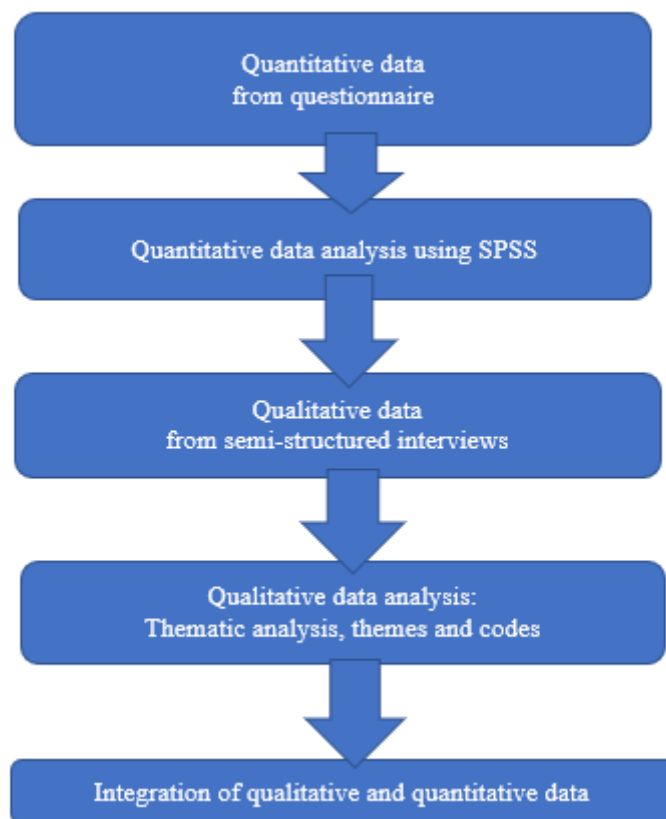 Quantitative data
from questionnaire
Quantitative data analysis using SPSS
Qualitative data
from semi-structured interviews
Qualitative data analysis:
Thematic analysis, themes and codes
Integration of qualitative and quantitative data